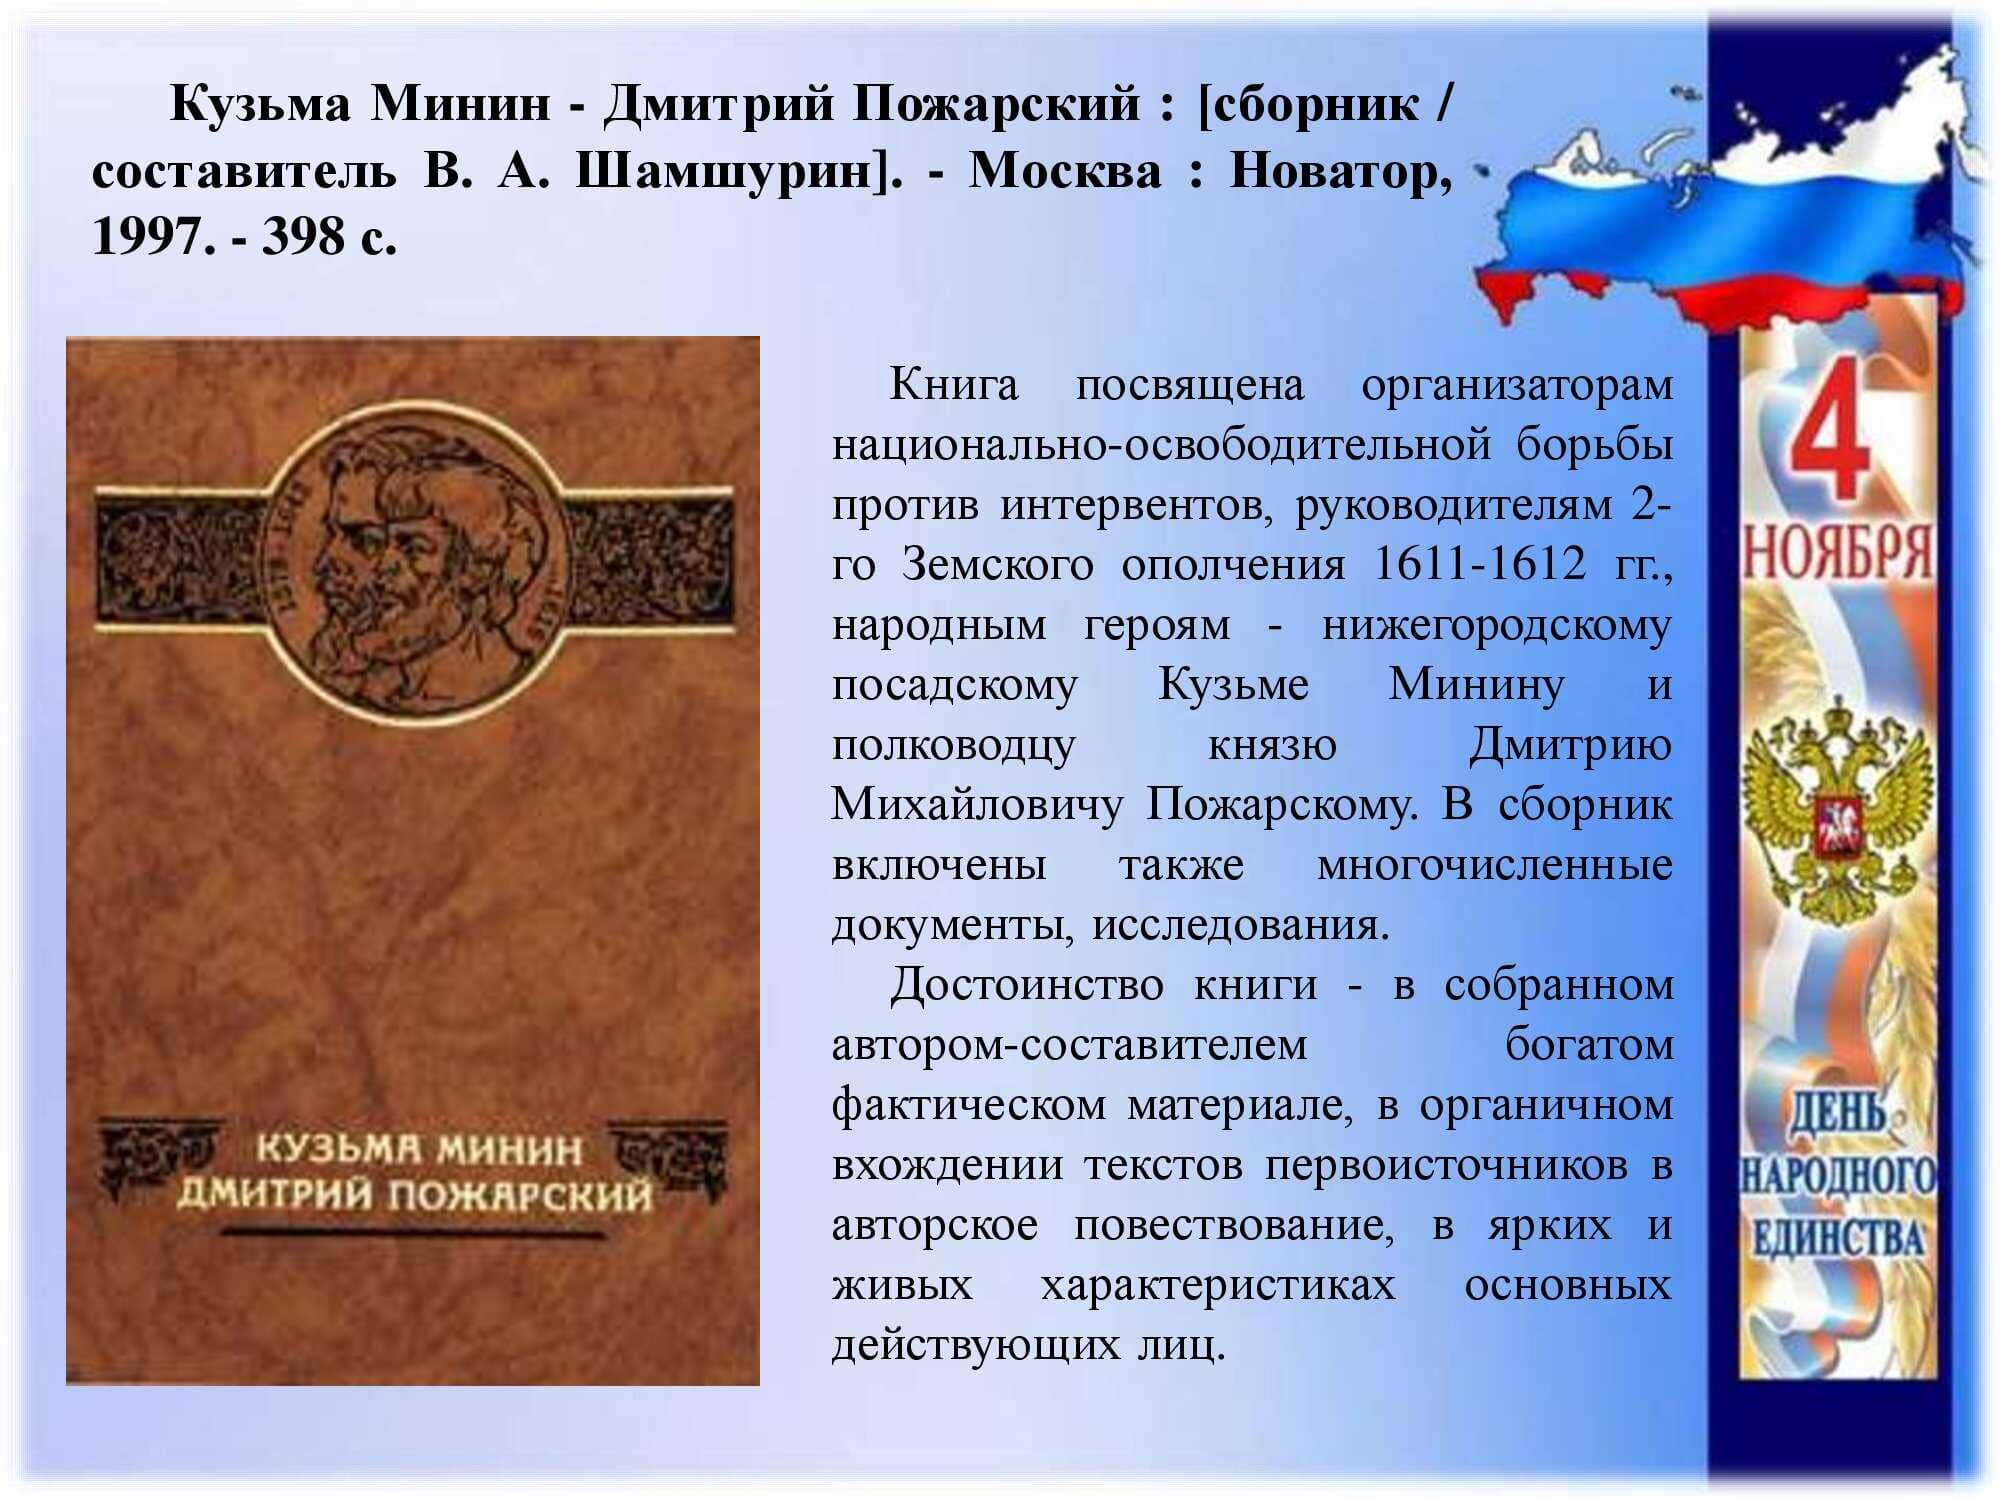 Кузьма Минин - Дмитрий Пожарский : [сборник /
составитель В. А. Шамшурин]. - Москва : Новатор,
1997. - 398 с.
КУЗЬМА МИНИН
ДМИТРИЙ ПОЖАРСКИЙ
Книга посвящена организаторам
национально-освободительной борьбы
против интервентов, руководителям 2-
го Земского ополчения 1611-1612 гг.,
народным героям - нижегородскому
посадскому Кузьме Минину и
полководцу князю Дмитрию
Михайловичу Пожарскому. В сборник
включены также многочисленные
документы, исследования.
Достоинство книги - в собранном
автором-составителем богатом
фактическом материале, в органичном
вхождении текстов первоисточников в
авторское повествование, в ярких и
живых характеристиках основных
действующих лиц.
4
НОЯБРЯ
ДЕНЬ
НАРОДНОГО
ЕДИНСТВА